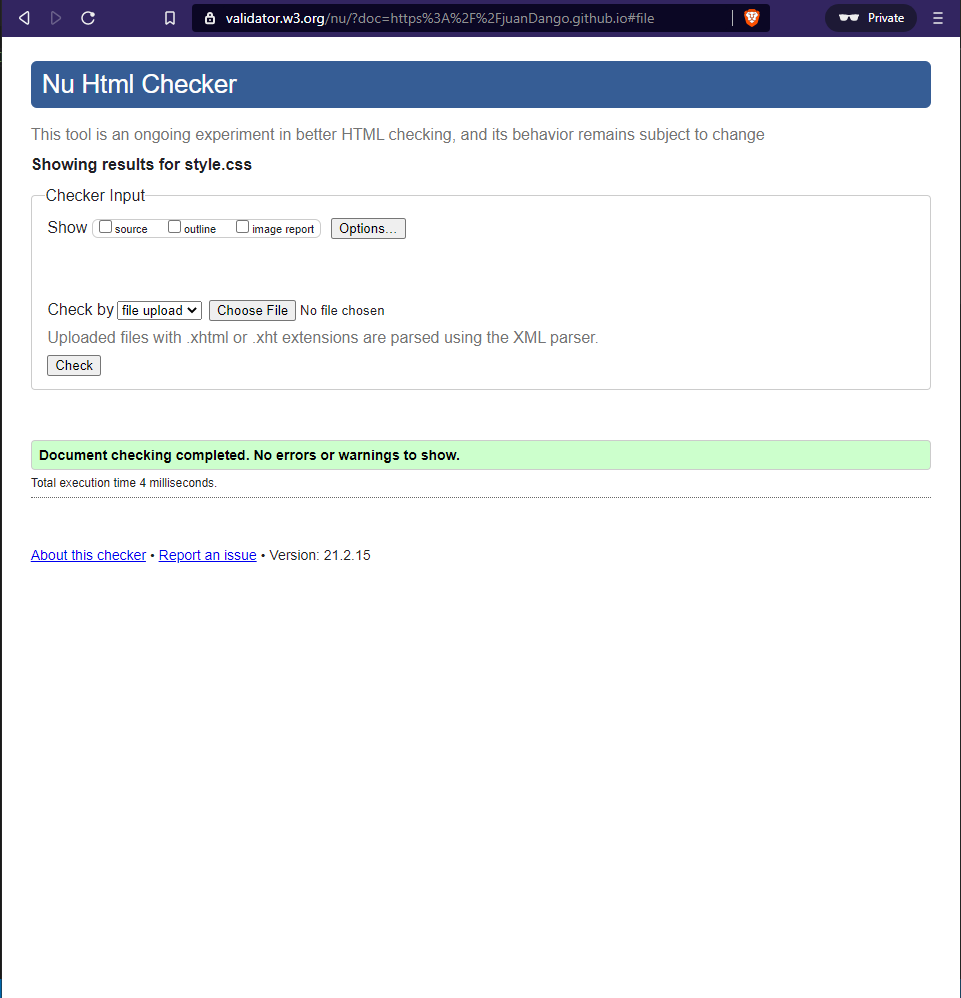 validator.w3.org/nu/?doc=https%3A%2F%2FjuanDango.github.io#file
Private
Nu Html Checker
This tool is an ongoing experiment in better HTML checking, and its behavior remains subject to change
Showing results for style.css
Checker Input
Show source outline image report Options...
Check by file upload Choose File No file chosen
Uploaded files with .xhtml or .xht extensions are parsed using the XML parser.
Check
Document checking completed. No errors or warnings to show.
Total execution time 4 milliseconds.
About this checker • Report an issue • Version: 21.2.15